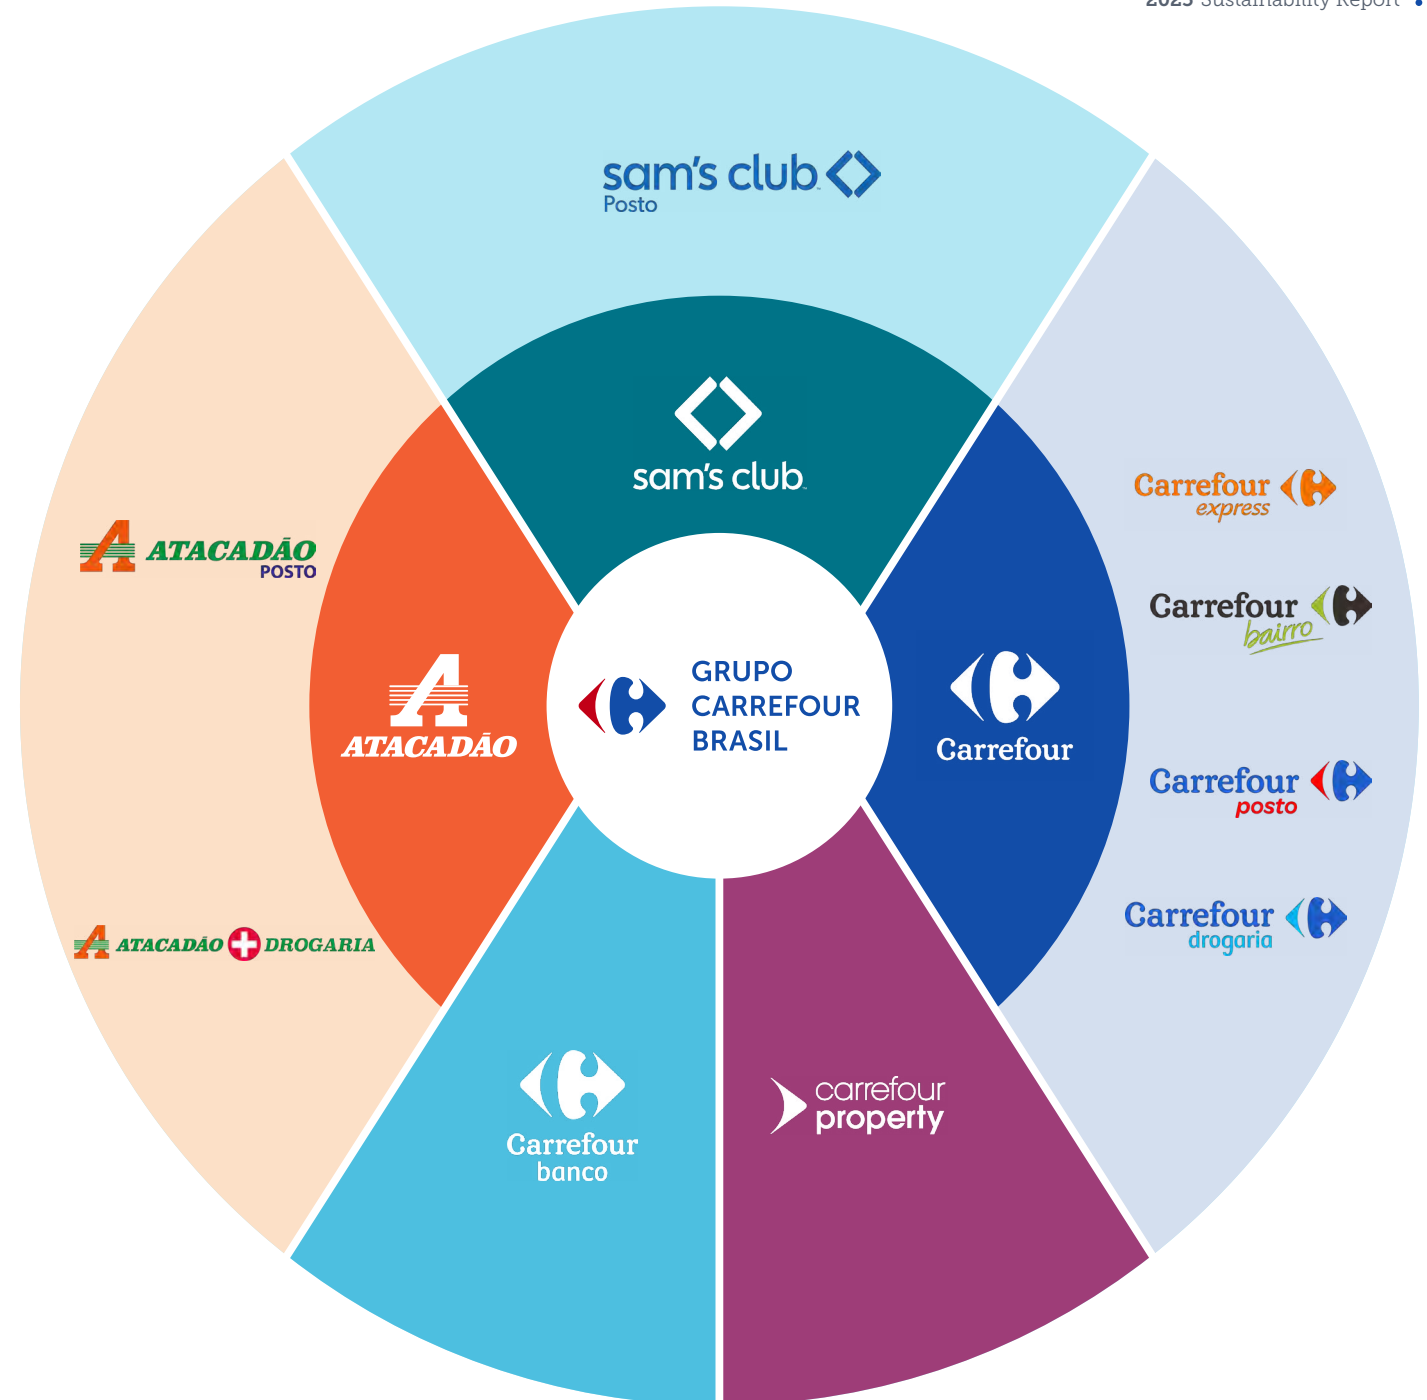 Sustainability Report
sam's club
Posto
sam's club
Carrefour
express
ATACADÃO
POSTO
Carrefour
bairro
GRUPO
CARREFOUR
BRASIL
ATACADÃO
Carrefour
Carrefour
posto
ATACADÃO DROGARIA
Carrefour
drogaria
Carrefour
banco
carrefour
property